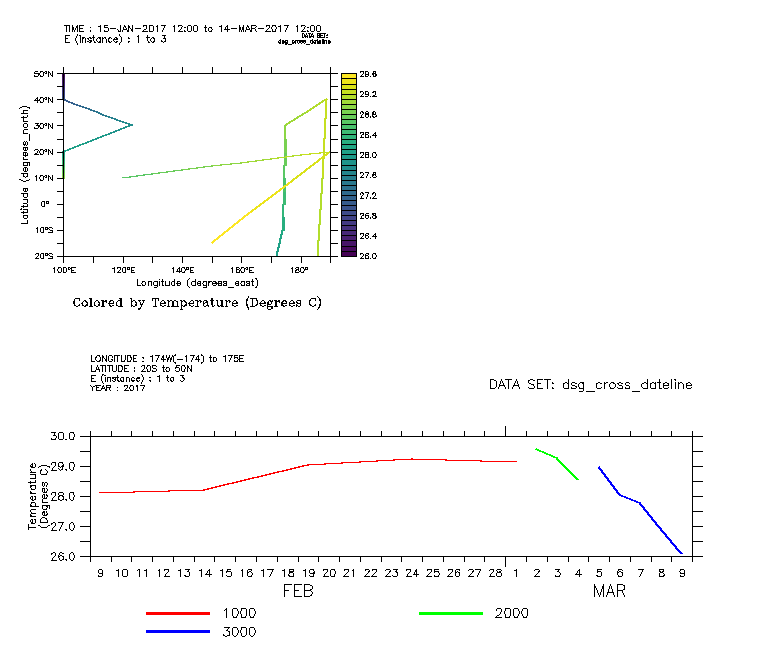 TIME : 15-JAN-2017 12:00 to 14-MAR-2017 12:00
E (instance) : 1 to 3
DATA SET:
dsg_cross_dateline
50°N
40°N
30°N
20°N
10°N
0°
10°S
20°S
Latitude (degrees_north)
100°E 120°E 140°E 160°E 180°
Longitude (degrees_east)
29.6
28.8
28.4
28.0
27.6
27.2
26.8
26.4
26.0
Colored by Temperature (Degrees C)
LONGITUDE : 174W(-174) to 175E
LATITUDE : 20S to 50N
E (instance) : 1 to 3
YEAR : 2017
DATA SET: dsg_cross_dateline
30.0
29.0
28.0
27.0
26.0
Temperature
(Degrees C)
9 10 11 12 13 14 15 16 17 18 19 20 21 22 23 24 25 26 27 28 1 2 3 4 5 6 7 8 9
FEB MAR
1000 2000
3000